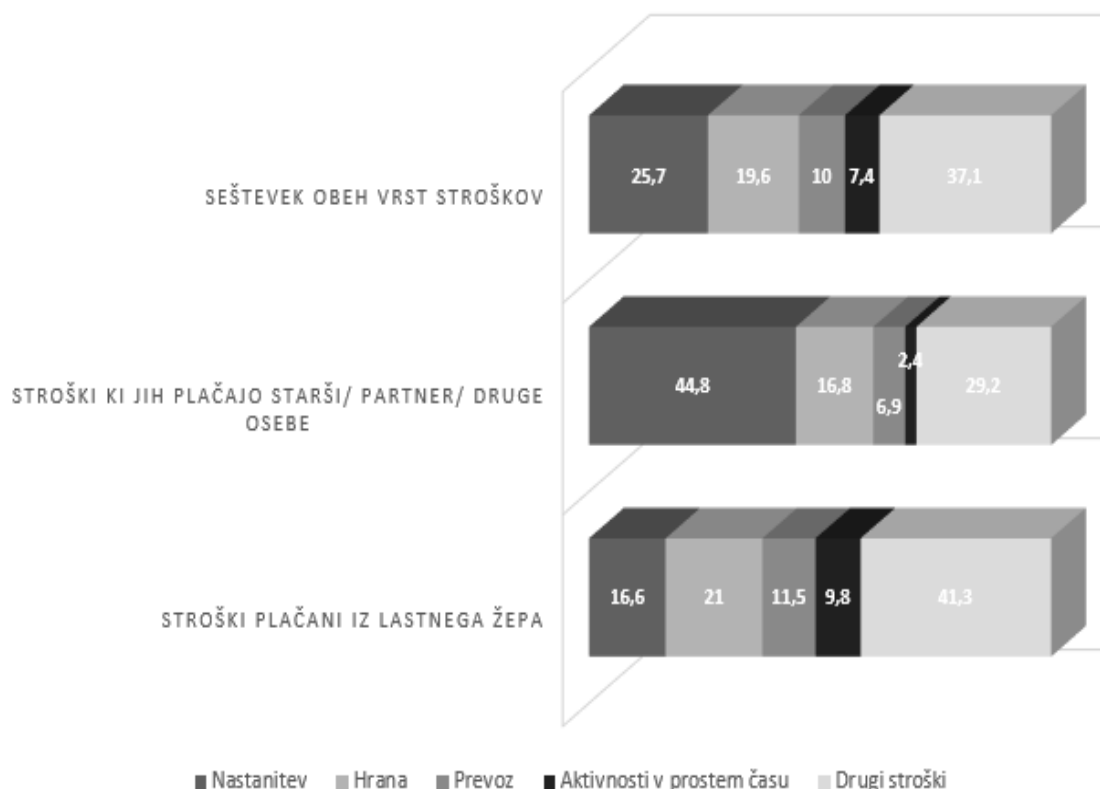 25,7 19,6 10 7,4 37,1
SEŠTEVEK OBEH VRST STROŠKOV
2,4
44,8 16,8 29,2
6,9
STROŠKI KI JIH PLAČAJO STARŠI/ PARTNER/ DRUGE
OSEBE
16,6 21 11,5 9,8 41,3
STROŠKI PLAČANI IZ LASTNEGA ŽEPA
Nastanitev Hrana Prevoz Aktivnosti v prostem času Drugi stroški